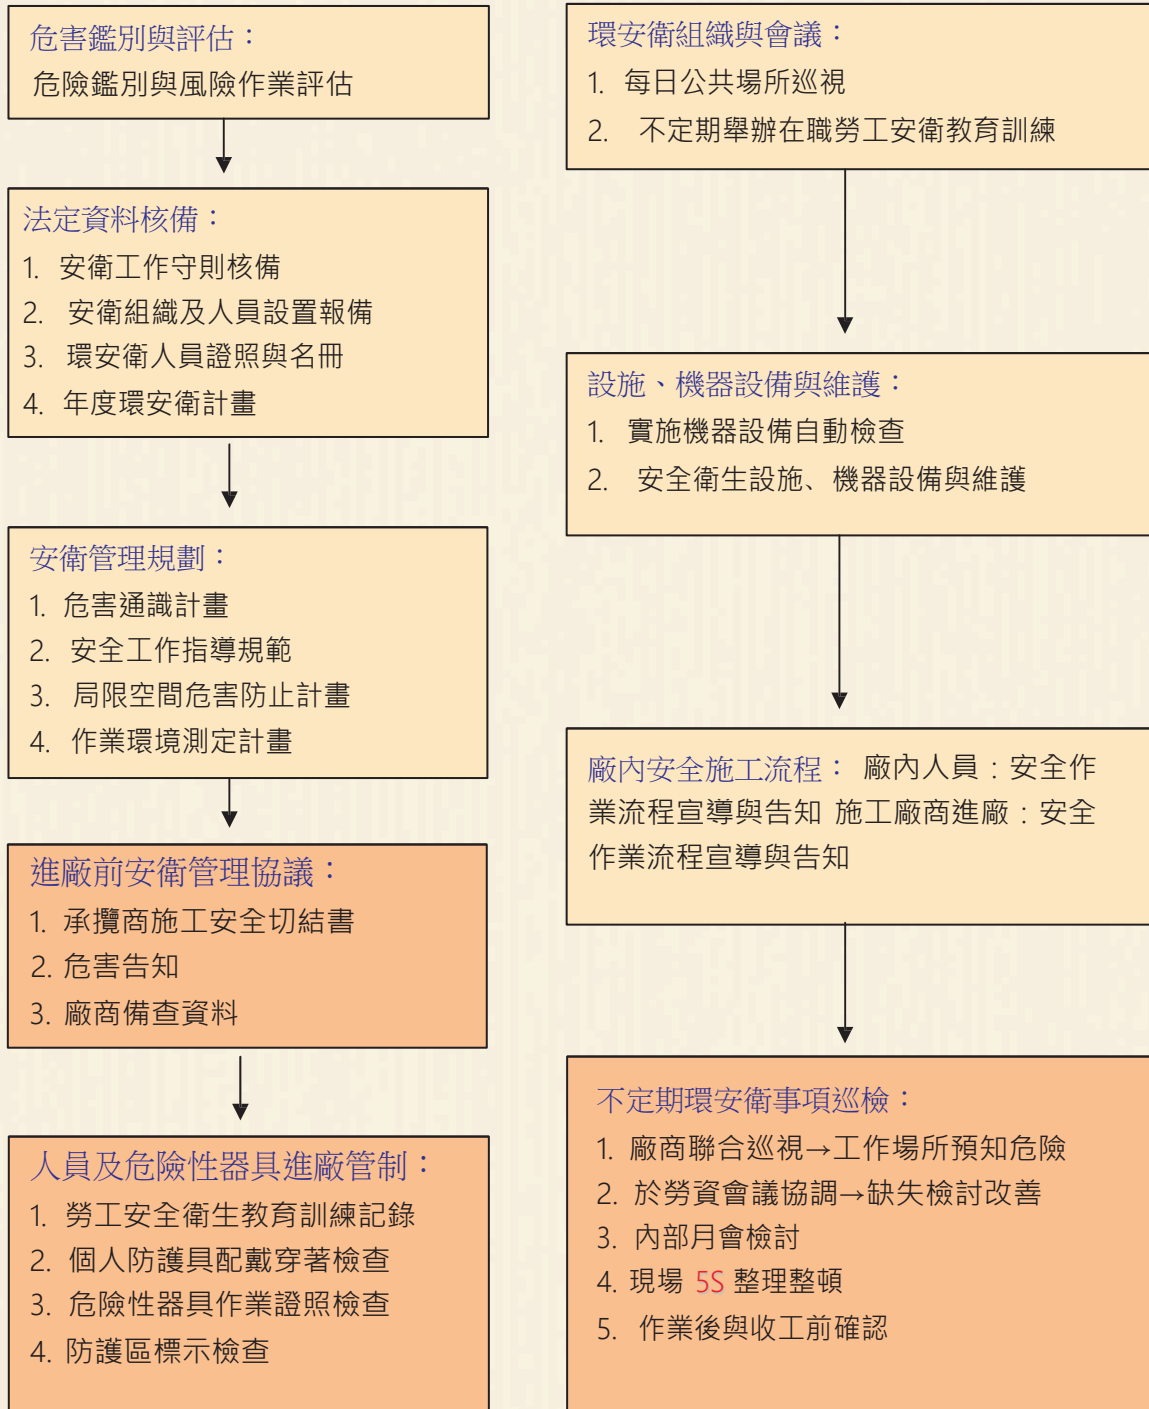 危害鑑別與評估：
危險鑑別與風險作業評估
法定資料核備：
1. 安衛工作守則核備
2. 安衛組織及人員設置報備
3. 環安衛人員證照與名冊
4. 年度環安衛計畫
安衛管理規劃：
1. 危害通識計畫
2. 安全工作指導規範
3. 局限空間危害防止計畫
4. 作業環境測定計畫
進廠前安衛管理協議：
1. 承攬商施工安全切結書
2. 危害告知
3. 廠商備查資料
人員及危險性器具進廠管制：
1. 勞工安全衛生教育訓練記錄
2. 個人防護具配戴穿著檢查
3. 危險性器具作業證照檢查
4. 防護區標示檢查
環安衛組織與會議：
1. 每日公共場所巡視
2. 不定期舉辦在職勞工安衛教育訓練
設施、機器設備與維護：
1. 實施機器設備自動檢查
2. 安全衛生設施、機器設備與維護
廠內安全施工流程： 廠內人員：安全作
業流程宣導與告知 施工廠商進廠：安全
作業流程宣導與告知
不定期環安衛事項巡檢：
1. 廠商聯合巡視→工作場所預知危險
2. 於勞資會議協調→缺失檢討改善
3. 內部月會檢討
4. 現場 5S 整理整頓
5. 作業後與收工前確認